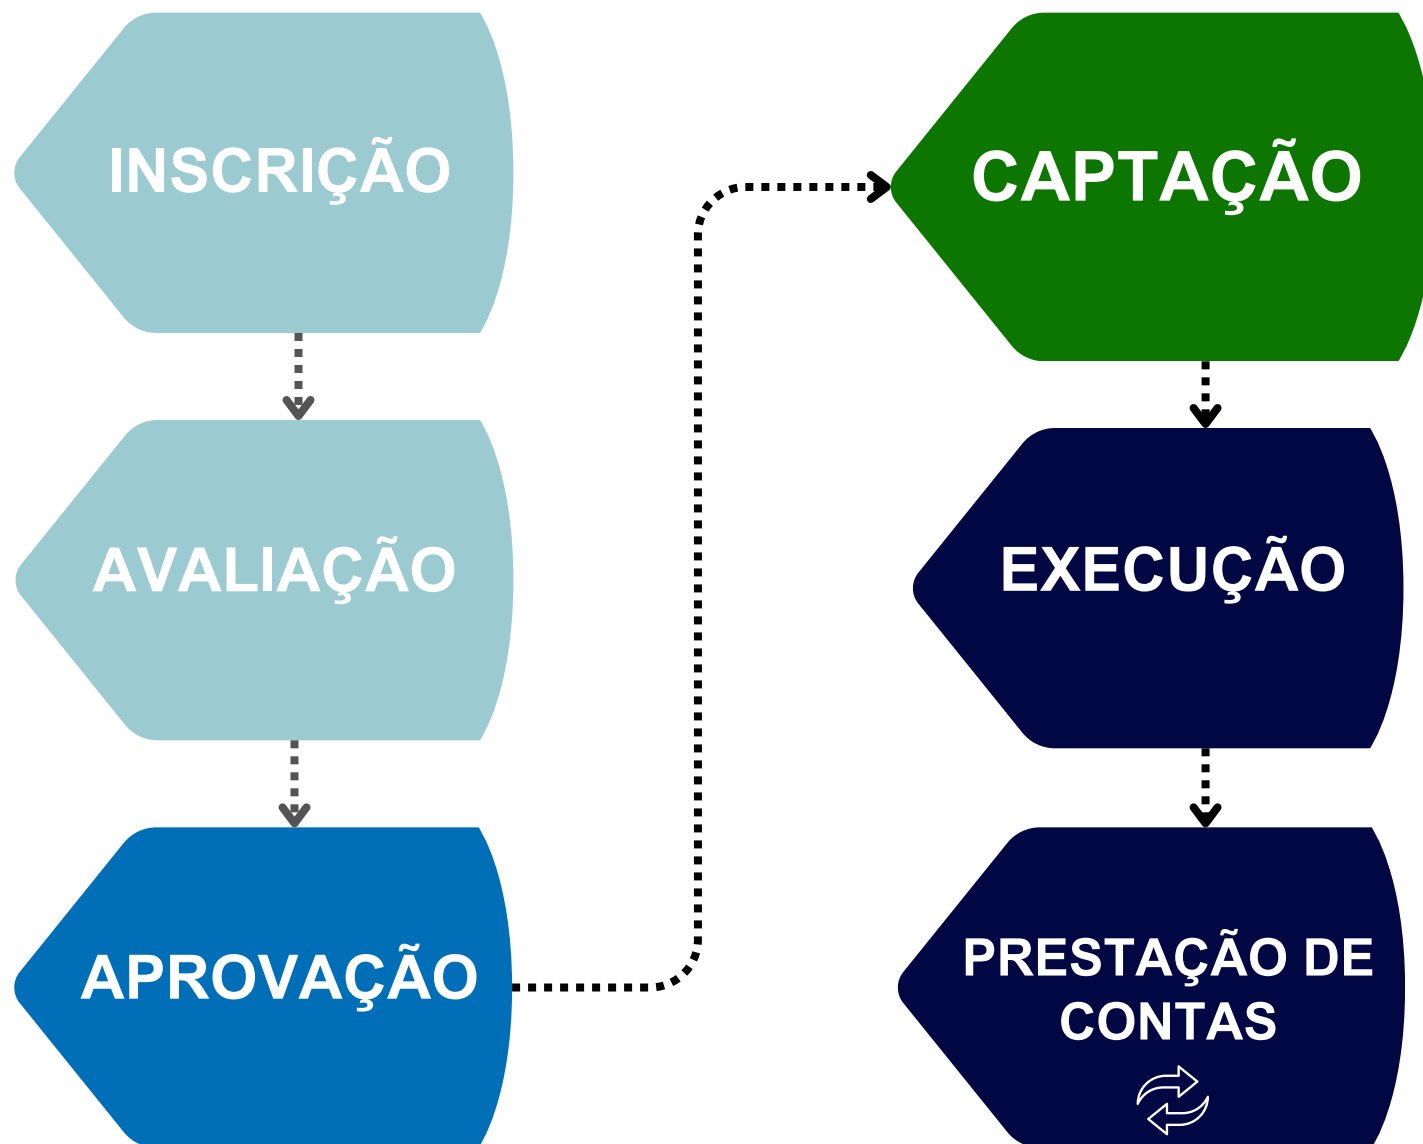 INSCRIÇÃO
AVALIAÇÃO
APROVAÇÃO
CAPTAÇÃO
EXECUÇÃO
PRESTAÇÃO DE
CONTAS